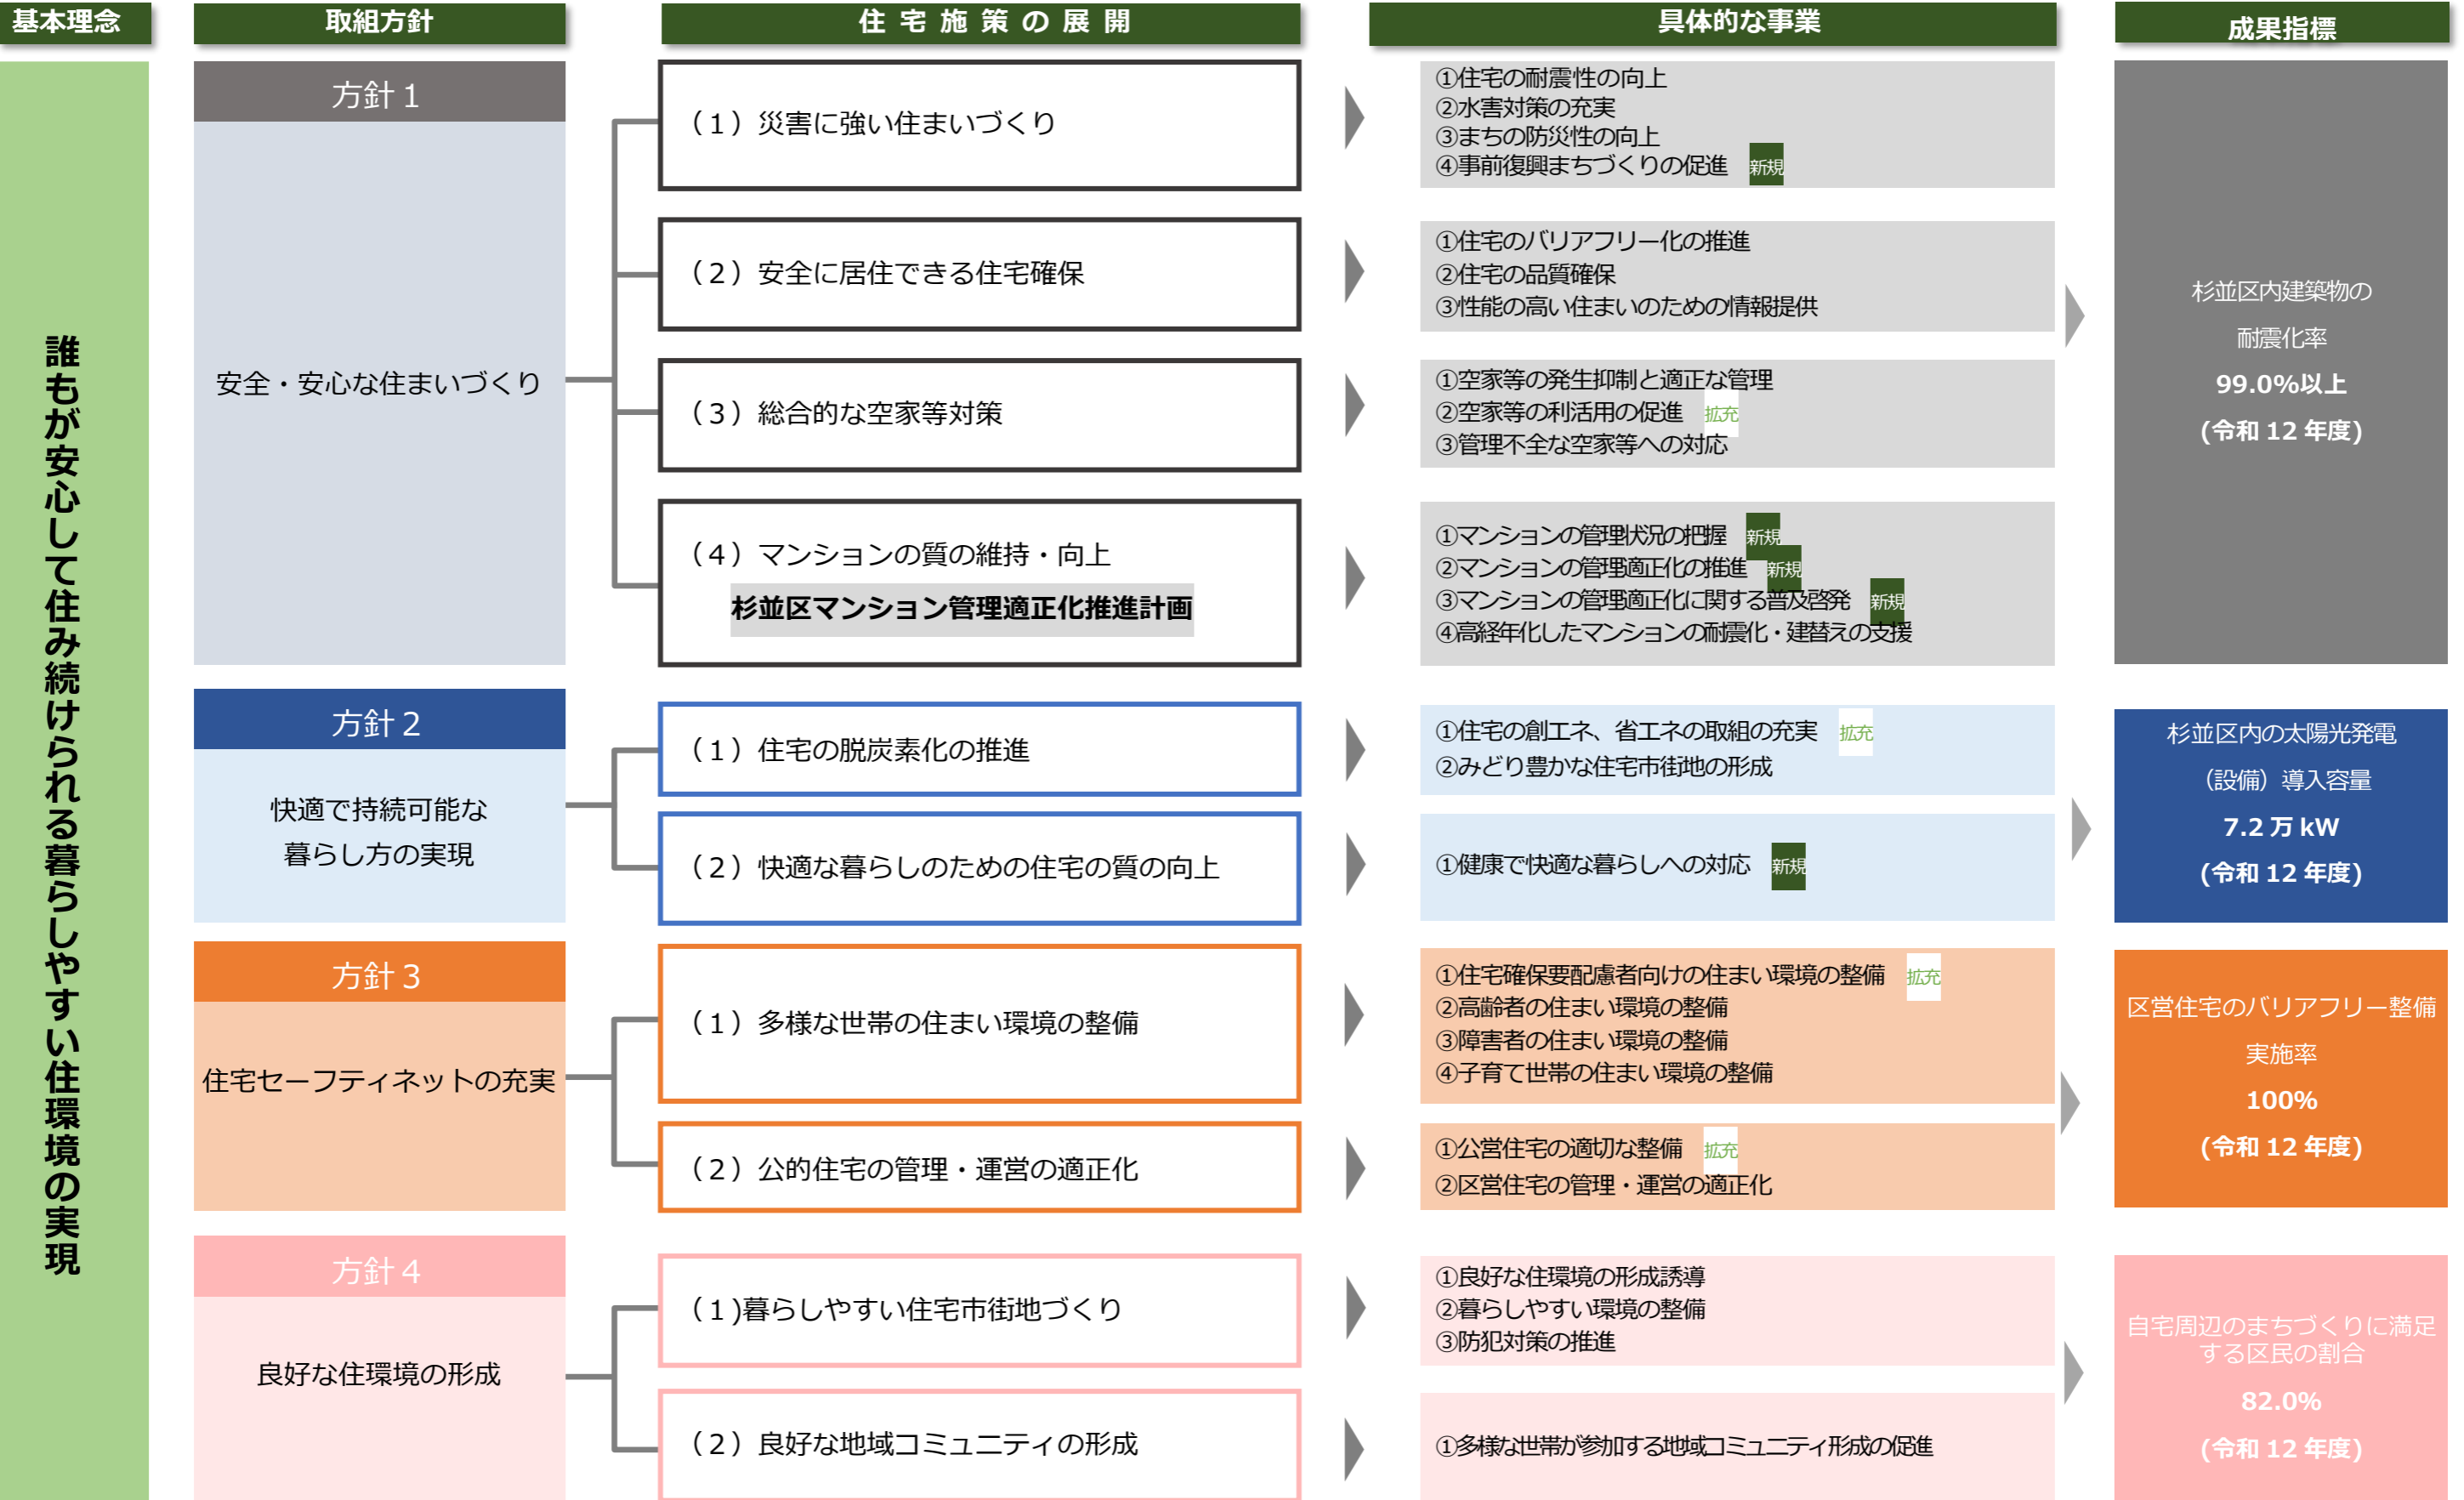 基本理念
取組方針
住宅施策の展開
具体的な事業
成果指標
誰もが安心して住み続けられる暮らしやすい住環境の実現
方針１
安全・安心な住まいづくり
（１）災害に強い住まいづくり
①住宅の耐震性の向上
②水害対策の充実
③まちの防災性の向上
④事前復興まちづくりの促進 新規
（２）安全に居住できる住宅確保
①住宅のバリアフリー化の推進
②住宅の品質確保
③性能の高い住まいのための情報提供
（３）総合的な空家等対策
①空家等の発生抑制と適正な管理
②空家等の利活用の促進 拡充
③管理不全な空家等への対応
（４）マンションの質の維持・向上
杉並区マンション管理適正化推進計画
①マンションの管理状況の把握 新規
②マンションの管理適正化の推進 新規
③マンションの管理適正化に関する普及啓発 新規
④高経年化したマンションの耐震化・建替えの支援
杉並区内建築物の
耐震化率
99.0%以上
(令和 12 年度)
方針２
快適で持続可能な
暮らし方の実現
（１）住宅の脱炭素化の推進
①住宅の創エネ、省エネの取組の充実 拡充
②みどり豊かな住宅市街地の形成
（２）快適な暮らしのための住宅の質の向上
①健康で快適な暮らしへの対応 新規
杉並区内の太陽光発電
（設備）導入容量
7.2 万 kW
(令和 12 年度)
方針３
住宅セーフティネットの充実
（１）多様な世帯の住まい環境の整備
①住宅確保要配慮者向けの住まい環境の整備 拡充
②高齢者の住まい環境の整備
③障害者の住まい環境の整備
④子育て世帯の住まい環境の整備
（２）公的住宅の管理・運営の適正化
①公営住宅の適切な整備 拡充
②区営住宅の管理・運営の適正化
区営住宅のバリアフリー整備
実施率
100%
(令和 12 年度)
方針４
良好な住環境の形成
（１)暮らしやすい住宅市街地づくり
①良好な住環境の形成誘導
②暮らしやすい環境の整備
③防犯対策の推進
（２）良好な地域コミュニティの形成
①多様な世帯が参加する地域コミュニティ形成の促進
自宅周辺のまちづくりに満足
する区民の割合
82.0%
(令和 12 年度)